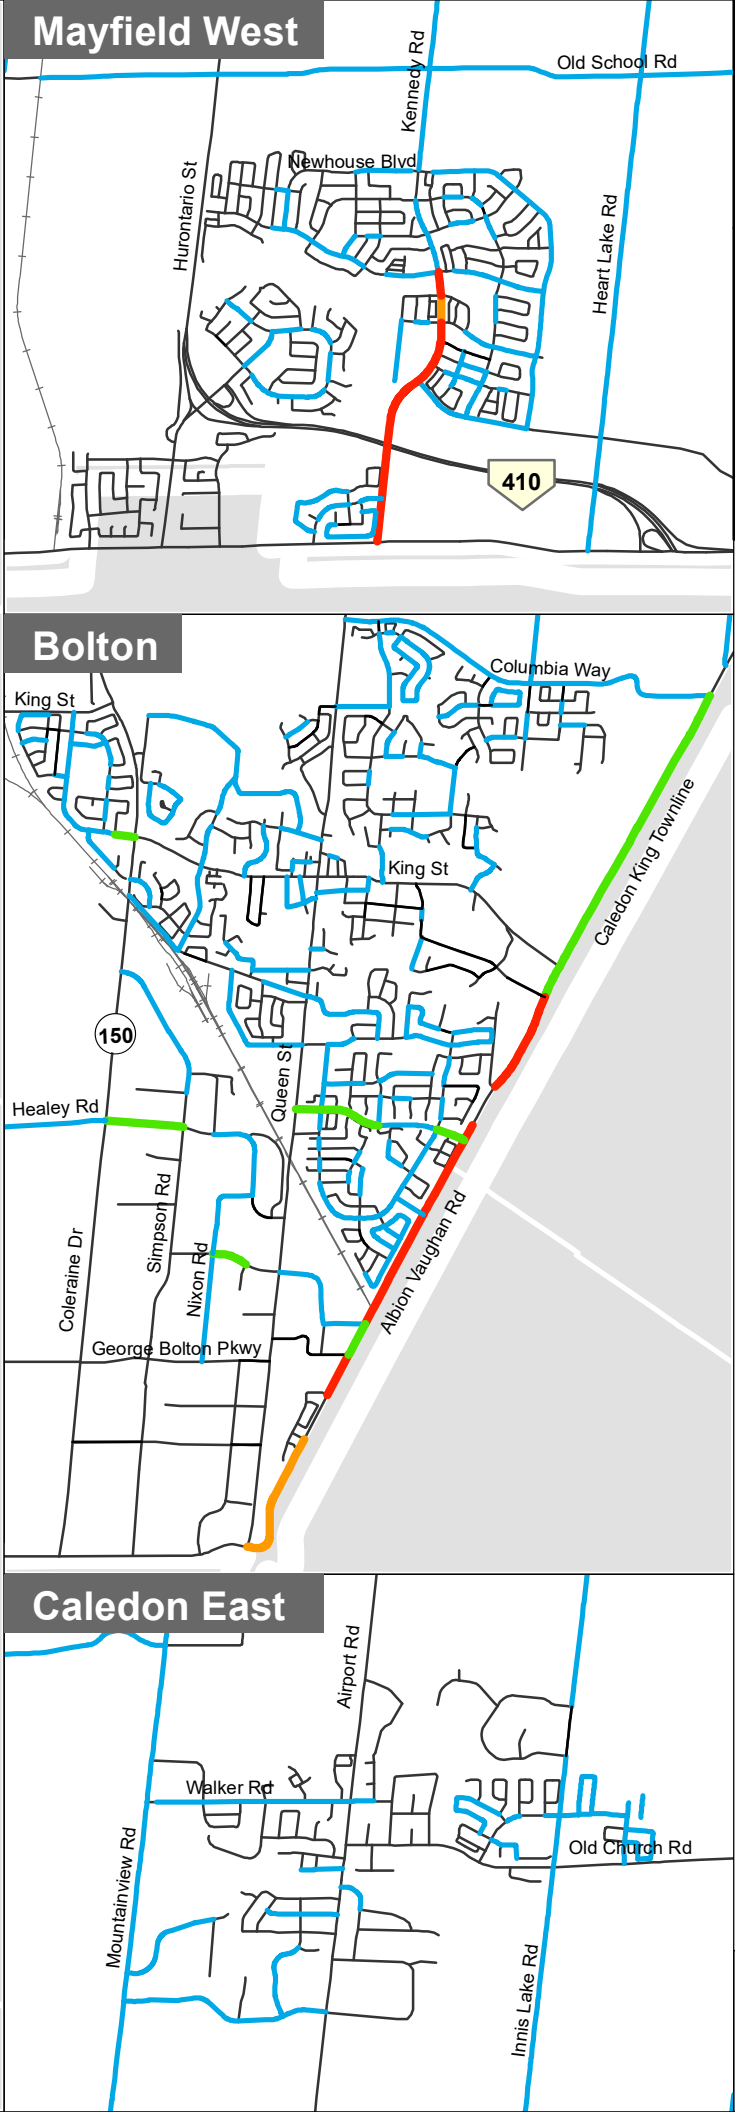 Mayfield West
Kennedy Rd
Old School Rd
Newhouse Blvd
Hurontario St
Heart Lake Rd
410
Bolton
Columbia Way
King St
Caledon King Townline
King St
150
Queen St
Healey Rd
Simpson Rd
Coleraine Dr
Nixon Rd
Albion Vaughan Rd
George Bolton Pkwy
Caledon East
Airport Rd
Walker Rd
Old Church Rd
Mountainview Rd
Innis Lake Rd